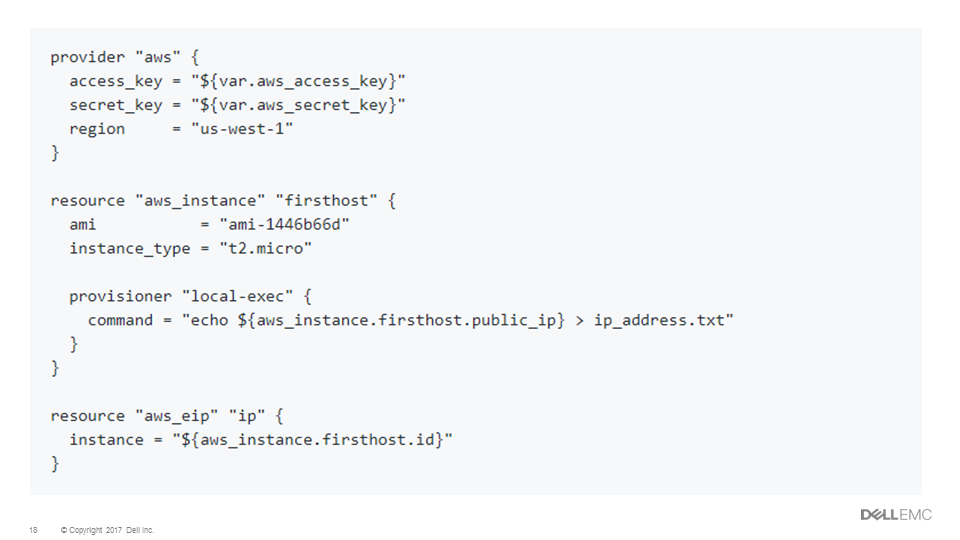 provider "aws" {
  access_key = "${var.aws_access_key}"
  secret_key = "${var.aws_secret_key}"
  region     = "us-west-1"
}

resource "aws_instance" "firsthost" {
  ami           = "ami-1446b66d"
  instance_type = "t2.micro"

  provisioner "local-exec" {
    command = "echo ${aws_instance.firsthost.public_ip} > ip_address.txt"
  }
}

resource "aws_eip" "ip" {
  instance = "${aws_instance.firsthost.id}"
}
18 © Copyright 2017 Dell Inc.
DELLEMC